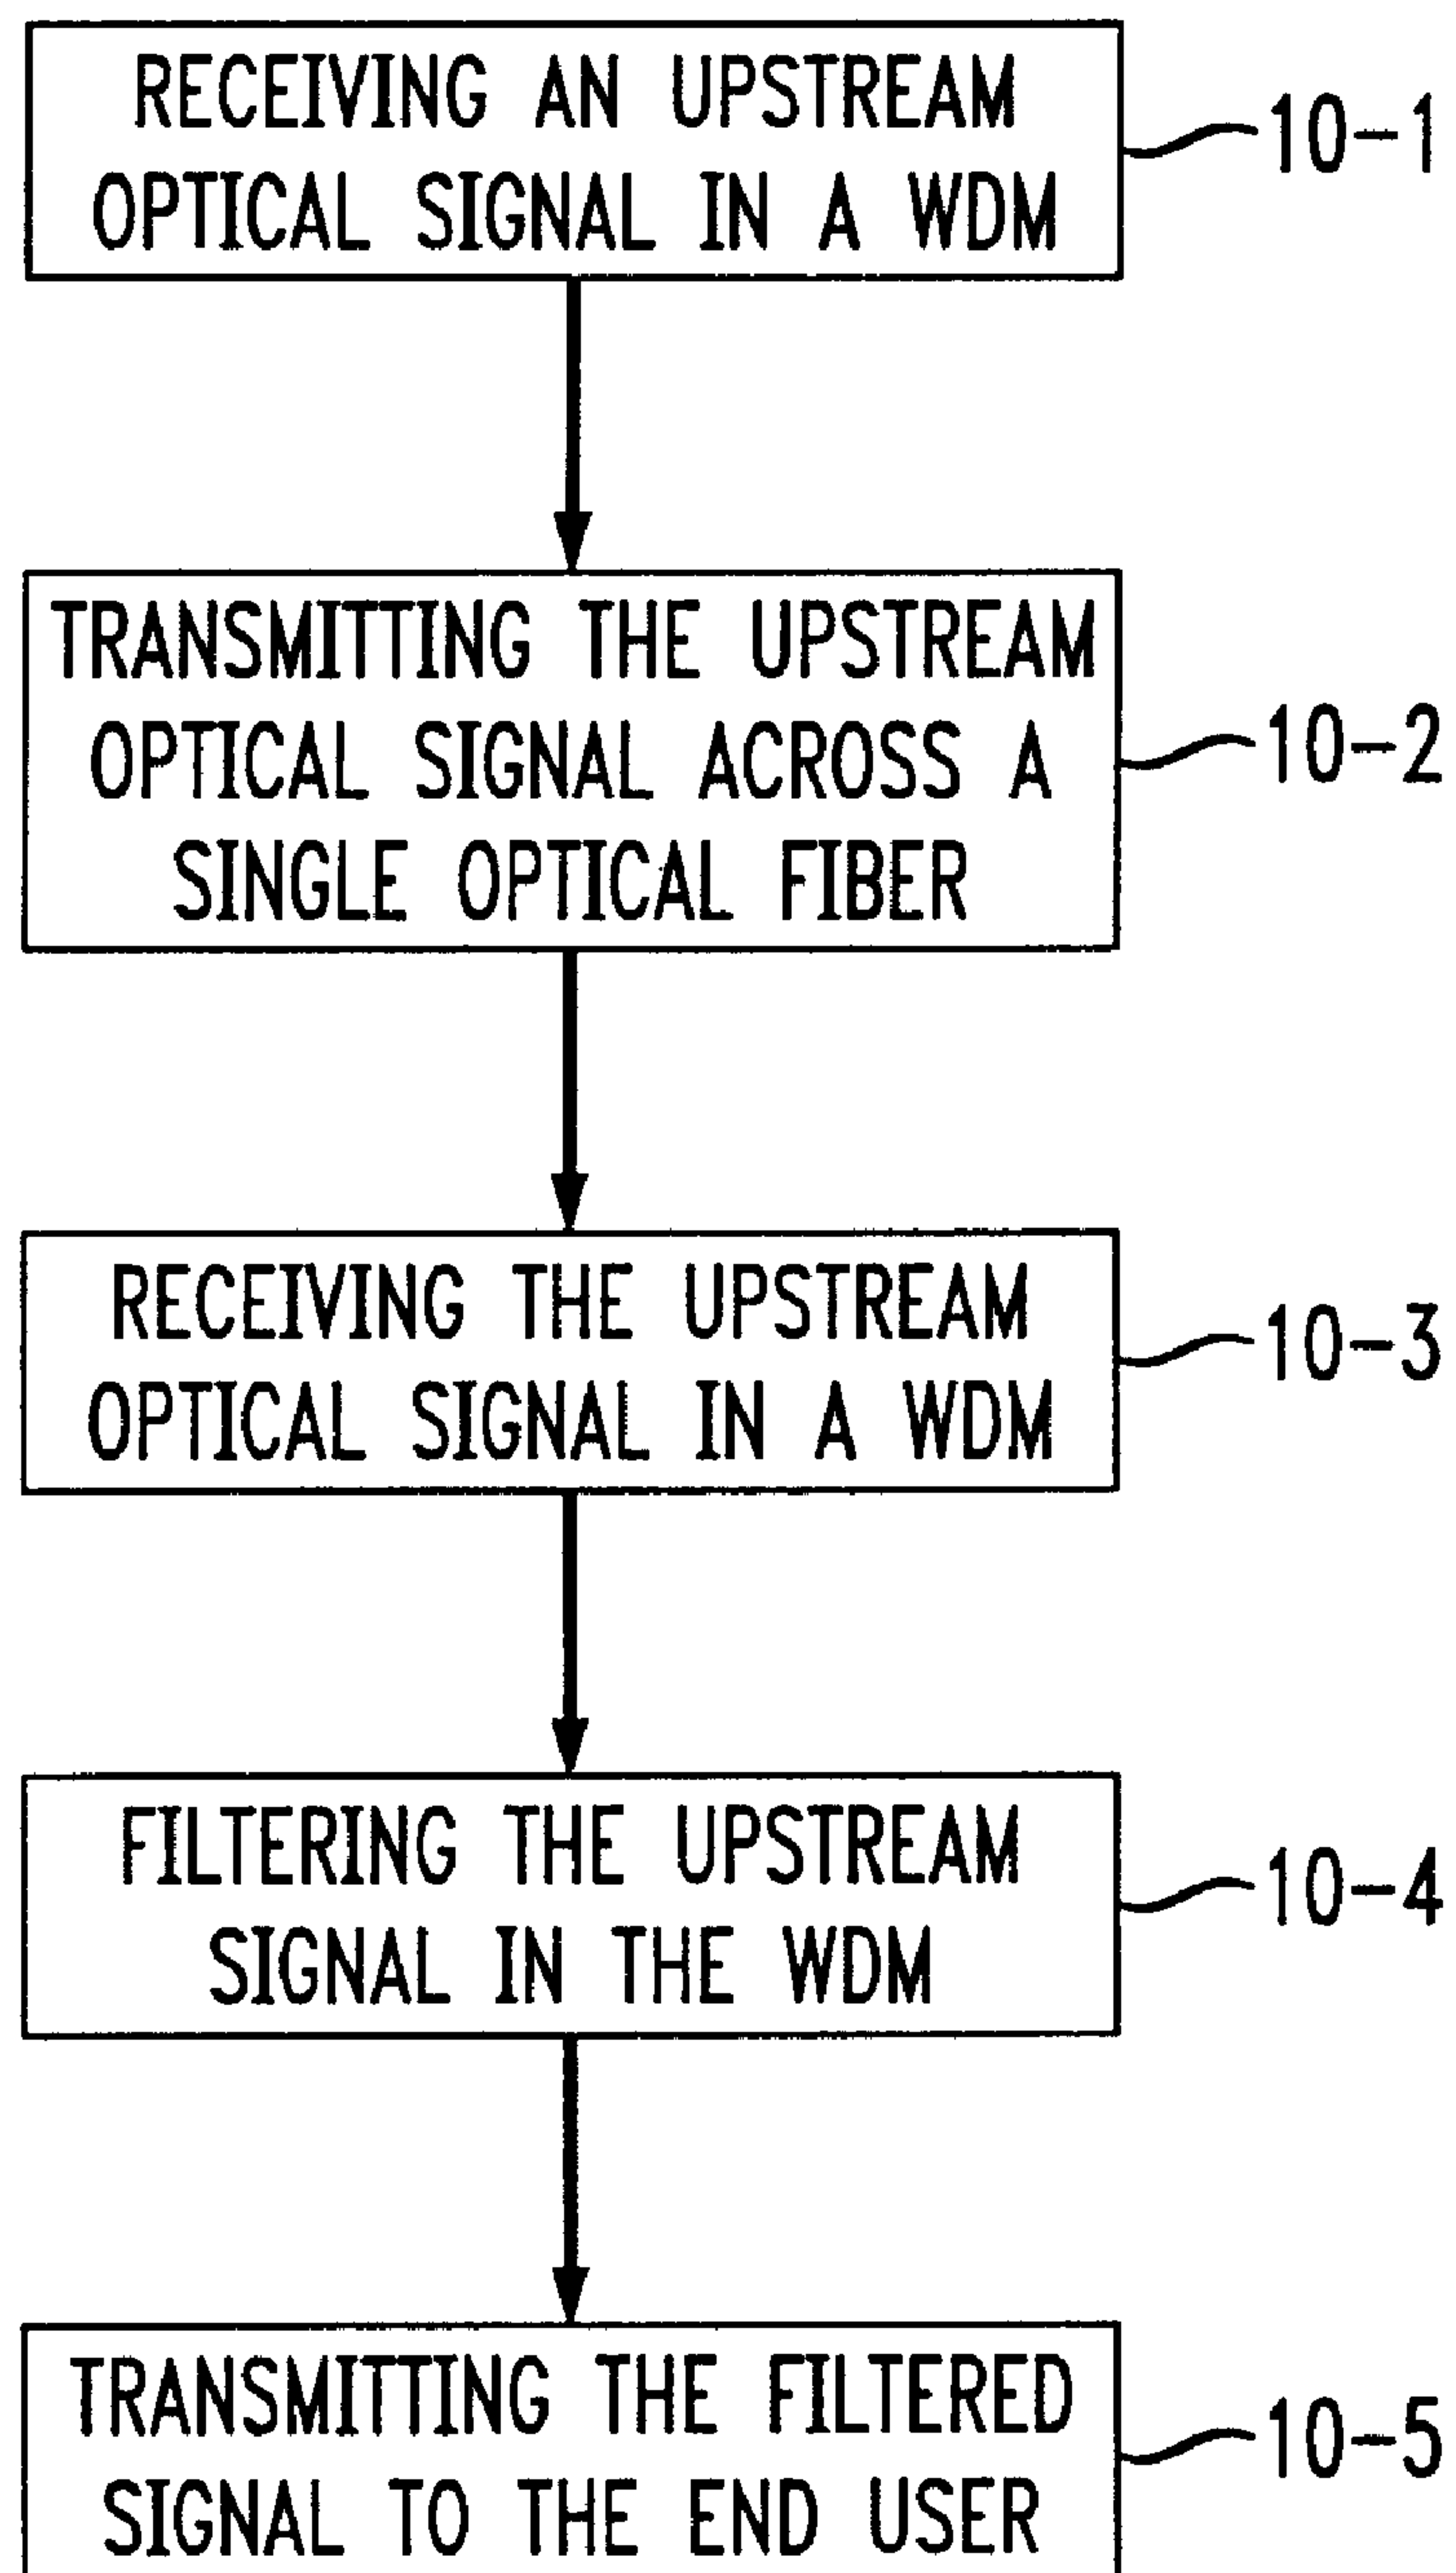 RECEIVING AN UPSTREAM
OPTICAL SIGNAL IN A WDM
10-1
TRANSMITTING THE UPSTREAM
OPTICAL SIGNAL ACROSS A
SINGLE OPTICAL FIBER
10-2
RECEIVING THE UPSTREAM
OPTICAL SIGNAL IN A WDM
10-3
FILTERING THE UPSTREAM
SIGNAL IN THE WDM
10-4
TRANSMITTING THE FILTERED
SIGNAL TO THE END USER
10-5